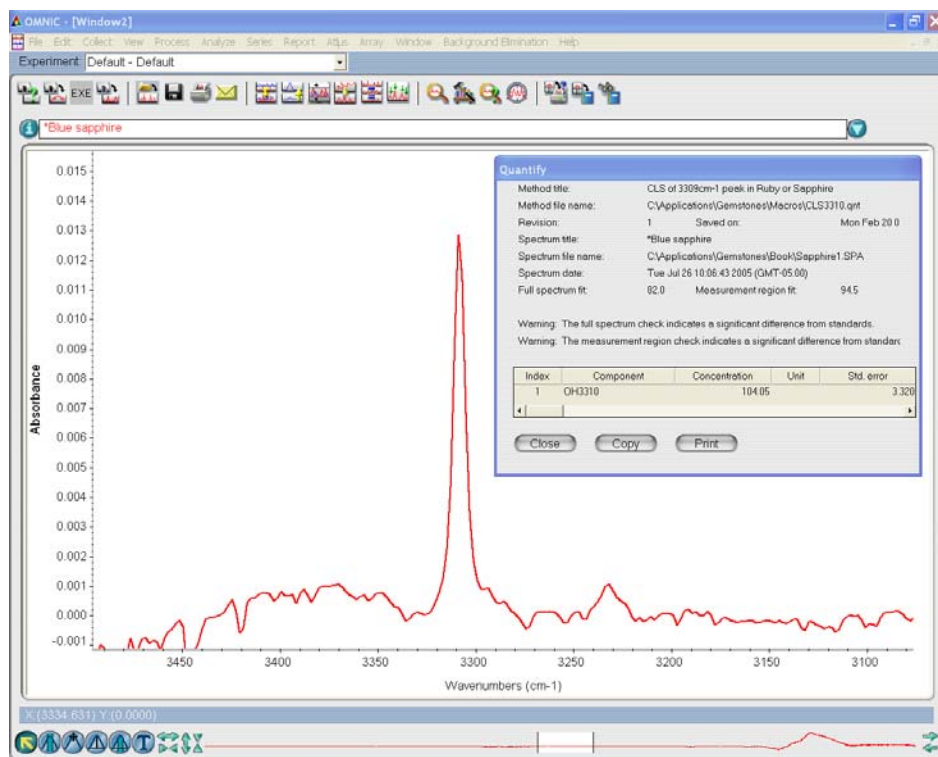 OMNIC - [Window2]
File Edit Collect View Process Analyze Series Report Atlµs Array Window Background Elimination Help
Experiment: Default - Default
EXE
*Blue sapphire
Quantify
Method title: CLS of 3309cm-1 peak in Ruby or Sapphire
Method file name: C:\Applications\Gemstones\Macros\CLS3310.qnt
Revision: 1 Saved on: Mon Feb 20 0
Spectrum title: *Blue sapphire
Spectrum file name: C:\Applications\Gemstones\Book\Sapphire1.SPA
Spectrum date: Tue Jul 26 10:06:43 2005 (GMT-05:00)
Full spectrum fit: 82.0 Measurement region fit: 94.5
Warning: The full spectrum check indicates a significant difference from standards.
Warning: The measurement region check indicates a significant difference from standard
Index Component Concentration Unit Std. error
1 OH3310 104.05 3.320
Close Copy Print
0.015
0.014
0.013
0.012
0.011
0.010
0.009
0.008
0.007
0.006
0.005
0.004
0.003
0.002
0.001
0.000
-0.001
Absorbance
3450 3400 3350 3300 3250 3200 3150 3100
Wavenumbers (cm-1)
X:(3334.631) Y:(0.0000)
T